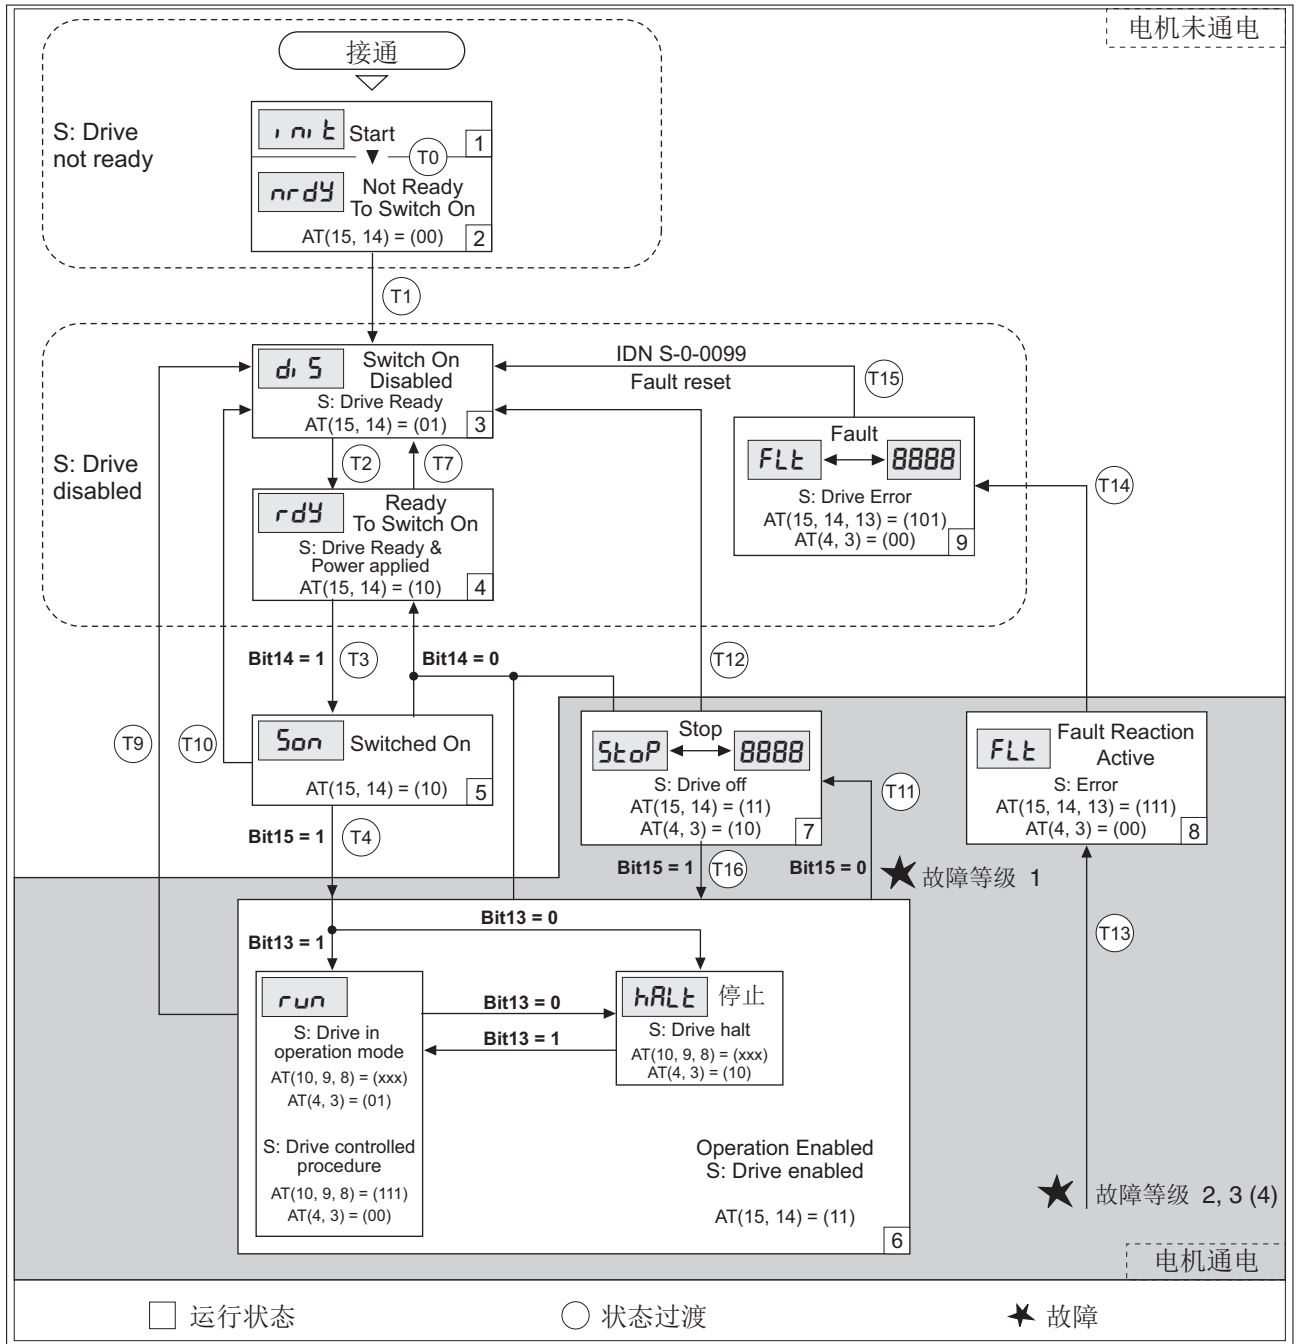 电机未通电
接通
S: Drive
not ready
init Start
1
T0
nrdy Not Ready
To Switch On
AT(15, 14) = (00)
2
T1
S: Drive
disabled
diS Switch On
Disabled
S: Drive Ready
AT(15, 14) = (01)
3
IDN S-0-0099
Fault reset
T15
T2
T7
Fault
FLt 8888
S: Drive Error
AT(15, 14, 13) = (101)
AT(4, 3) = (00)
9
T14
rdy Ready
To Switch On
S: Drive Ready &
Power applied
AT(15, 14) = (10)
4
Bit14 = 1
T3
Bit14 = 0
T12
T9
T10
Son Switched On
AT(15, 14) = (10)
5
Stop
StoP 8888
S: Drive off
AT(15, 14) = (11)
AT(4, 3) = (10)
7
T11
FLt Fault Reaction
Active
S: Error
AT(15, 14, 13) = (111)
AT(4, 3) = (00)
8
Bit15 = 1
T4
Bit15 = 1
T16
Bit15 = 0
故障等级 1
T13
Bit13 = 0
Bit13 = 1
run
S: Drive in
operation mode
AT(10, 9, 8) = (xxx)
AT(4, 3) = (01)
S: Drive controlled
procedure
AT(10, 9, 8) = (111)
AT(4, 3) = (00)
Bit13 = 0
Bit13 = 1
hALt 停止
S: Drive halt
AT(10, 9, 8) = (xxx)
AT(4, 3) = (10)
Operation Enabled
S: Drive enabled
AT(15, 14) = (11)
6
故障等级 2, 3 (4)
电机通电
运行状态
状态过渡
故障